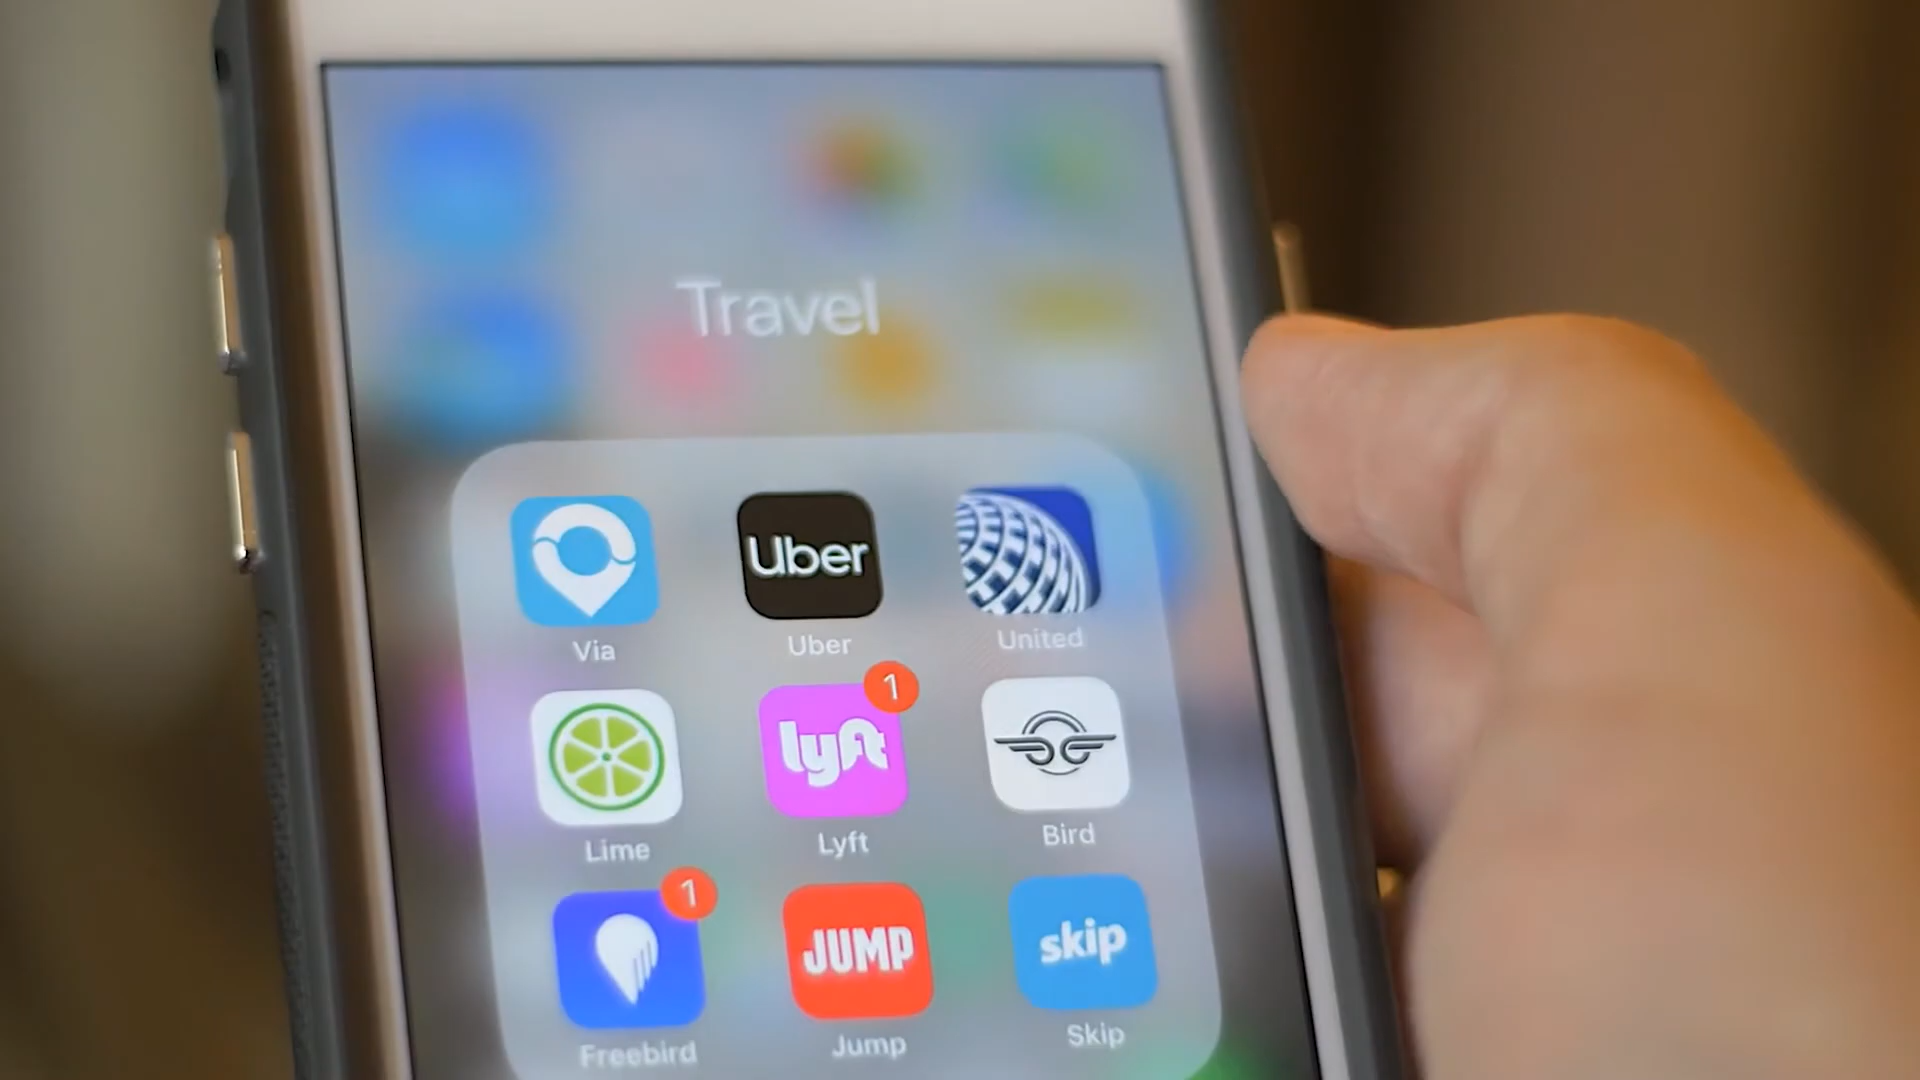 Travel
Uber
Via
Uber
United
1
lyft
Lime
Lyft
Bird
1
JUMP
skip
Freebird
Jump
Skip